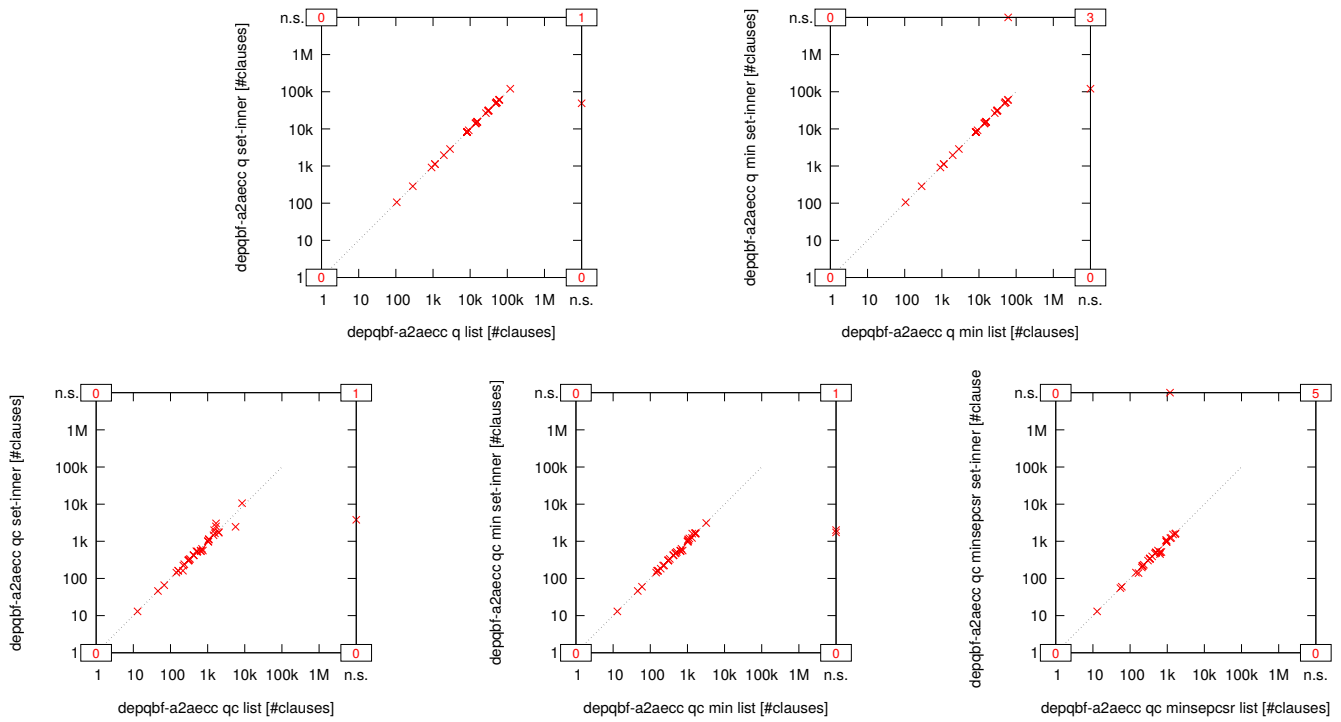 0
1
n.s.
1M
100k
10k
1k
100
10
1
0
0
1
10
100
1k
10k
100k
1M
n.s.
depqbf-a2aecc q set-inner [#clauses]
depqbf-a2aecc q list [#clauses]
0
3
n.s.
1M
100k
10k
1k
100
10
1
0
0
1
10
100
1k
10k
100k
1M
n.s.
depqbf-a2aecc q min set-inner [#clauses]
depqbf-a2aecc q min list [#clauses]
0
1
n.s.
1M
100k
10k
1k
100
10
1
0
0
1
10
100
1k
10k
100k
1M
n.s.
depqbf-a2aecc qc set-inner [#clauses]
depqbf-a2aecc qc list [#clauses]
0
1
n.s.
1M
100k
10k
1k
100
10
1
0
0
1
10
100
1k
10k
100k
1M
n.s.
depqbf-a2aecc qc min set-inner [#clauses]
depqbf-a2aecc qc min list [#clauses]
0
5
n.s.
1M
100k
10k
1k
100
10
1
0
0
1
10
100
1k
10k
100k
1M
n.s.
depqbf-a2aecc qc minsepcsr set-inner [#clause
depqbf-a2aecc qc minsepcsr list [#clauses]